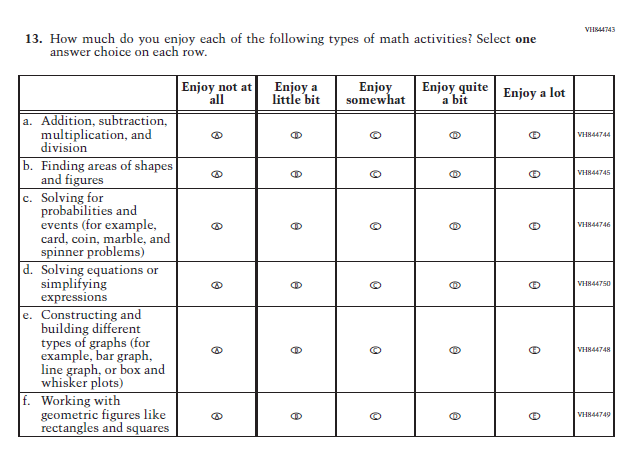 VH844743
13. How much do you enjoy each of the following types of math activities? Select one
answer choice on each row.
Enjoy not at
all
Enjoy a
little bit
Enjoy
somewhat
Enjoy quite
a bit
Enjoy a lot
a. Addition, subtraction,
multiplication, and
division
A B C D E VH844744
b. Finding areas of shapes
and figures
A B C D E VH844745
c. Solving for
probabilities and
events (for example,
card, coin, marble, and
spinner problems)
A B C D E VH844746
d. Solving equations or
simplifying
expressions
A B C D E VH844750
e. Constructing and
building different
types of graphs (for
example, bar graph,
line graph, or box and
whisker plots)
A B C D E VH844748
f. Working with
geometric figures like
rectangles and squares
A B C D E VH844749